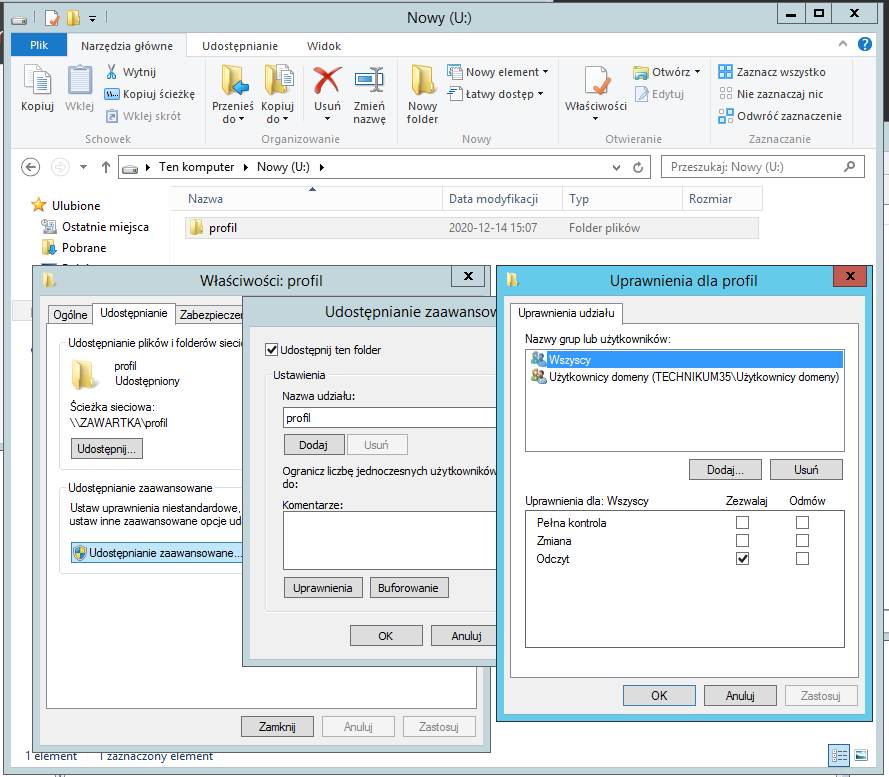 Nowy (U:)
Plik
Narzędzia główne
Udostępnianie
Widok
Kopiuj
Wklej
Wytnij
Kopiuj ścieżkę
Wklej skrót
Schowek
Przenieś do
Kopiuj do
Usuń
Zmień nazwę
Organizowanie
Nowy folder
Nowy element
Łatwy dostęp
Nowy
Właściwości
Otwórz
Edytuj
Otwieranie
Zaznacz wszystko
Nie zaznaczaj nic
Odwróć zaznaczenie
Zaznaczanie
Ten komputer
Nowy (U:)
Przeszukaj: Nowy (U:)
Ulubione
Ostatnie miejsca
Pobrane
Nazwa
Data modyfikacji
Typ
Rozmiar
profil
2020-12-14 15:07
Folder plików
Właściwości: profil
Ogólne
Udostępnianie
Zabezpieczen
Udostępnianie plików i folderów siecio
profil
Udostępniony
Ścieżka sieciowa:
\\ZAWARTKA\profil
Udostępnij...
Udostępnianie zaawansowane
Ustaw uprawnienia niestandardowe,
ustaw inne zaawansowane opcje ud
Udostępnianie zaawansowane...
Zamknij
Anuluj
Zastosuj
Udostępnianie zaawansow
Udostępnij ten folder
Ustawienia
Nazwa udziału:
profil
Dodaj
Usuń
Ogranicz liczbę jednoczesnych użytkowników
do:
Komentarze:
Uprawnienia
Buforowanie
OK
Anuluj
Uprawnienia dla profil
Uprawnienia udziału
Nazwy grup lub użytkowników:
Wszyscy
Użytkownicy domeny (TECHNIKUM35\Użytkownicy domeny)
Dodaj...
Usuń
Uprawnienia dla: Wszyscy
Zezwalaj
Odmów
Pełna kontrola
Zmiana
Odczyt
OK
Anuluj
Zastosuj
1 element
1 zaznaczony element